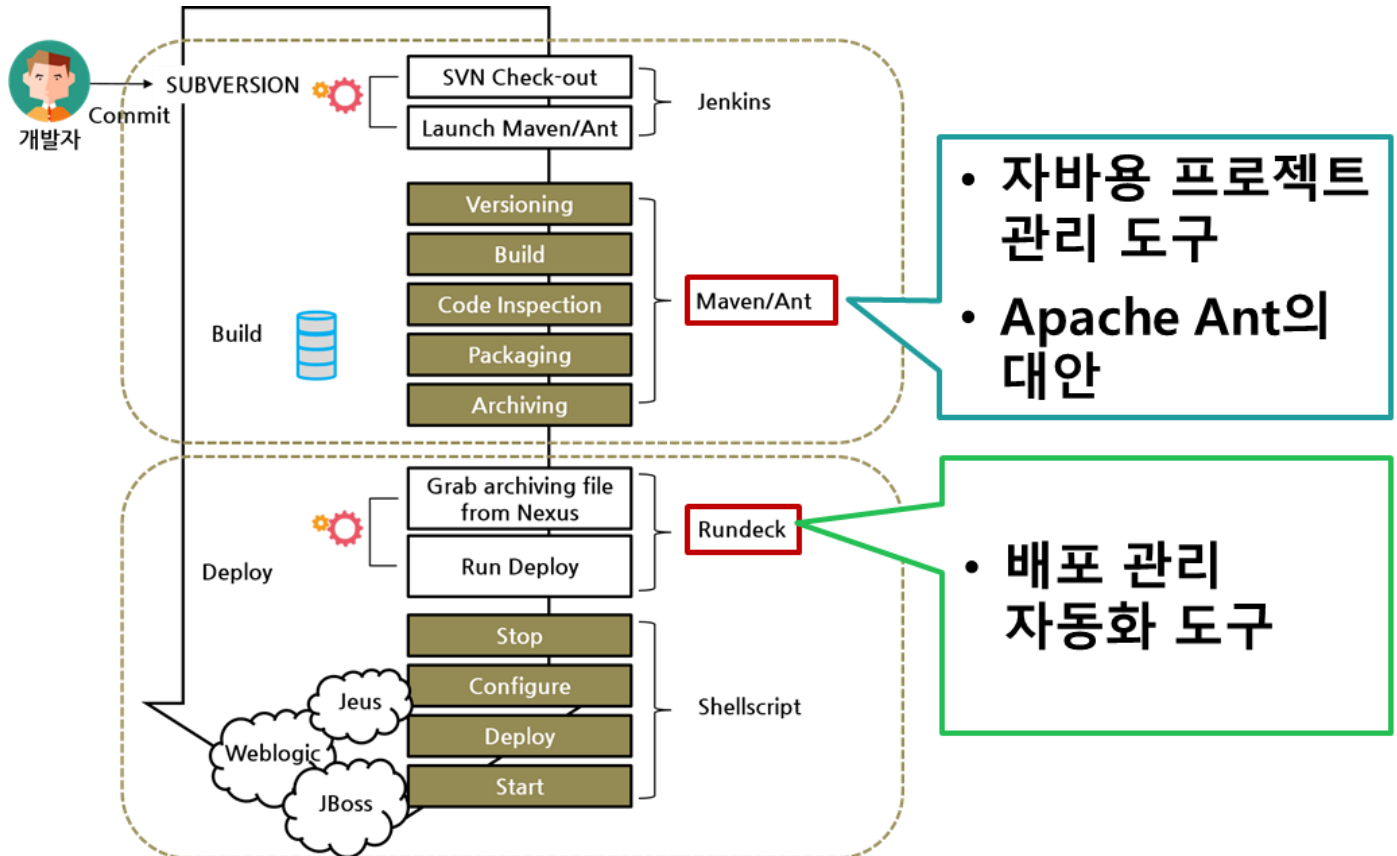 SUBVERSION
Commit
개발자
SVN Check-out
Launch Maven/Ant
Jenkins
Versioning
Build
Code Inspection
Packaging
Archiving
Build
Maven/Ant
• 자바용 프로젝트
관리 도구
• Apache Ant의
대안
Grab archiving file
from Nexus
Run Deploy
Rundeck
• 배포 관리
자동화 도구
Deploy
Stop
Configure
Deploy
Start
Shellscript
Jeus
Weblogic
JBoss